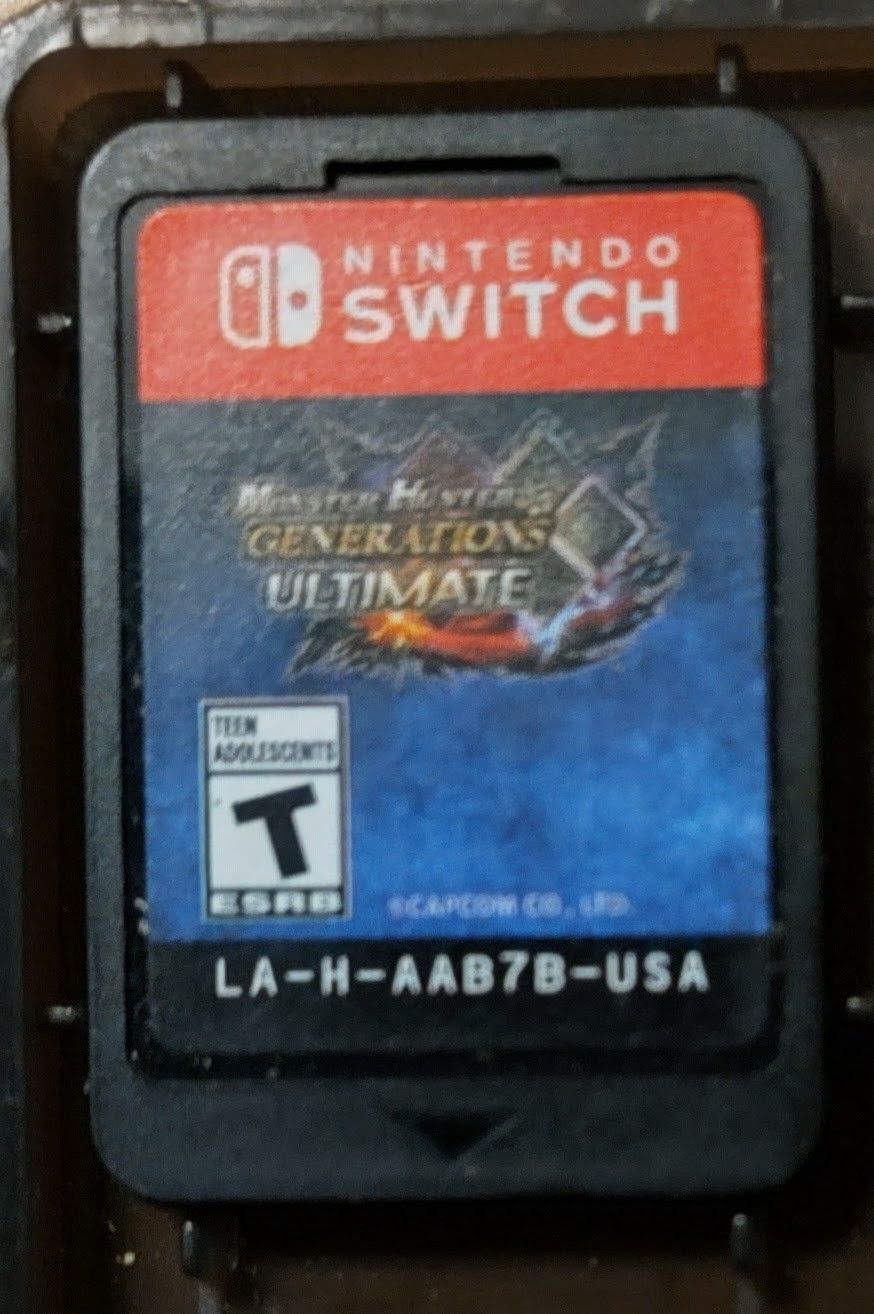 NINTENDO
SWITCH
MONSTER HUNTER
GENERATIONS
ULTIMATE
TEEN
ADOLESCENTS
T
ESRB
©CAPCOM CO., LTD.
LA-H-AAB7B-USA